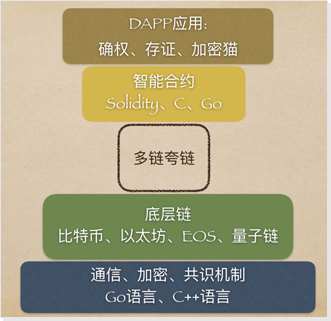 DAPP应用:
确权、存证、加密猫
智能合约
Solidity、C、Go
多链夸链
底层链
比特币、以太坊、EOS、量子链
通信、加密、共识机制
Go语言、C++语言